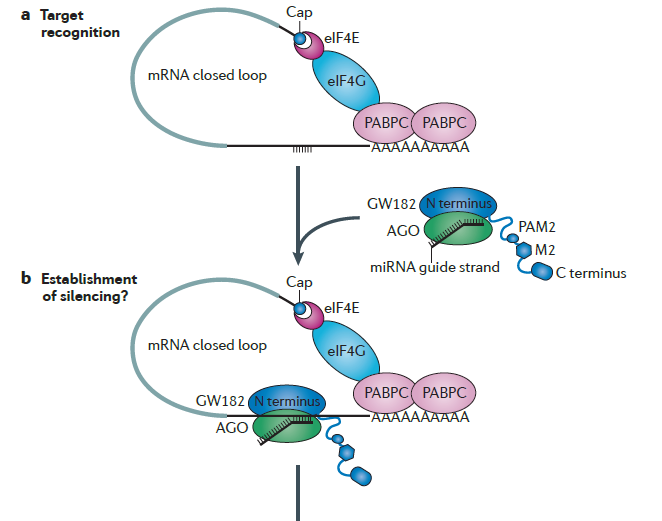 a Target
recognition
Cap
eIF4E
mRNA closed loop
eIF4G
PABPC PABPC
AAAAAAAAAA
GW182 N terminus
AGO
PAM2
M2
miRNA guide strand
C terminus
b Establishment
of silencing?
Cap
eIF4E
mRNA closed loop
eIF4G
PABPC PABPC
GW182 N terminus
AAAAAAAAAA
AGO